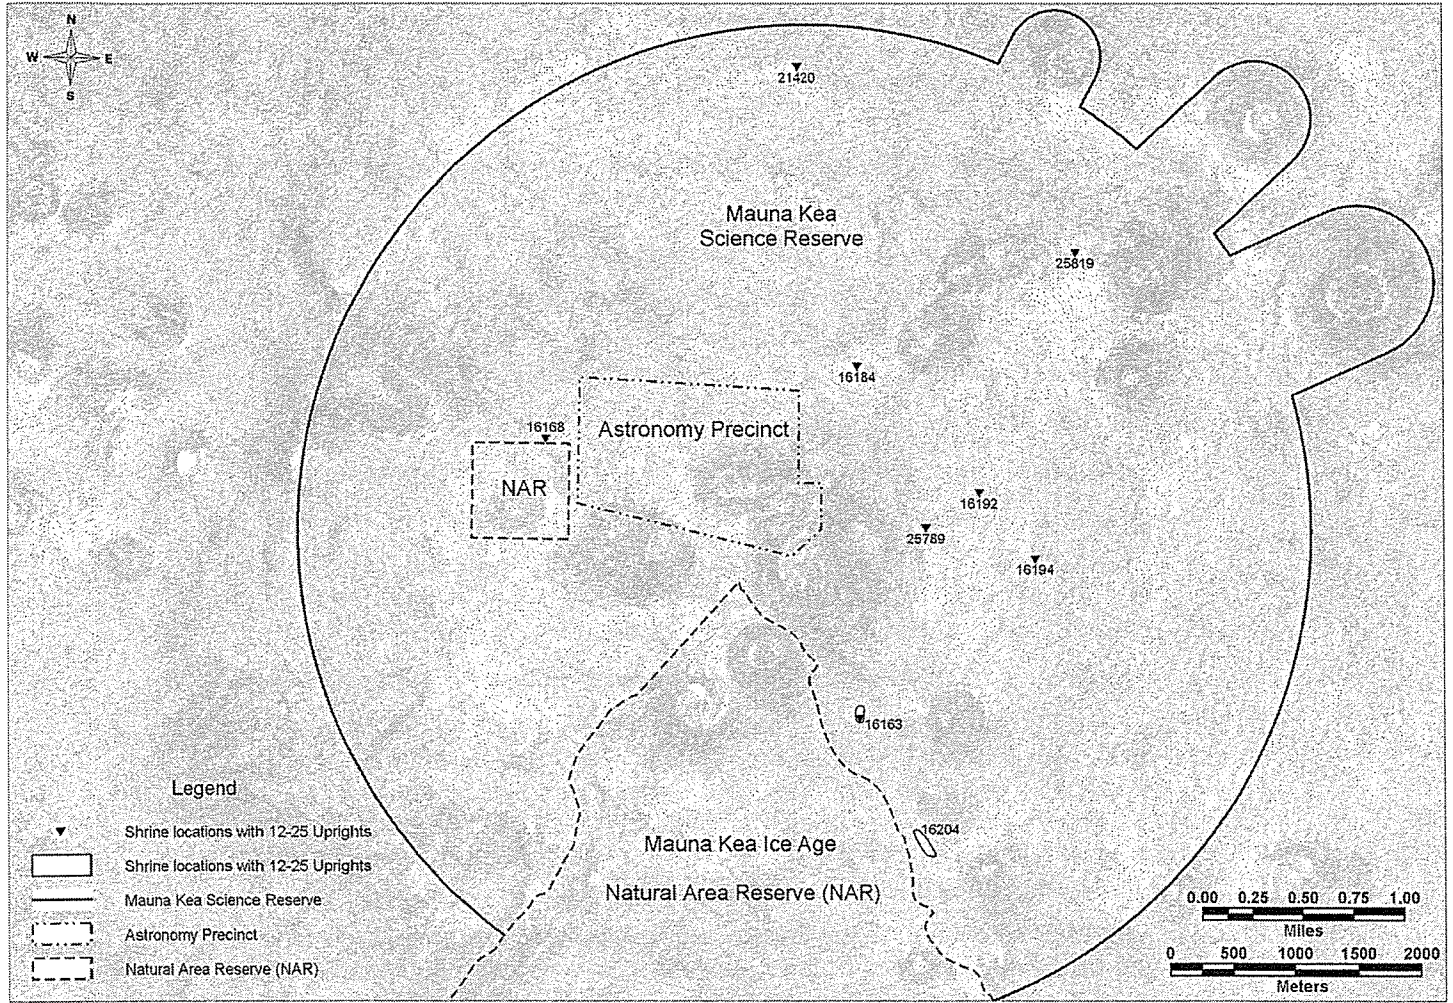 N
W E
S
21420
Mauna Kea
Science Reserve
25819
16184
16168
Astronomy Precinct
NAR
16192
25789
16194
16163
16204
Mauna Kea Ice Age
Natural Area Reserve (NAR)
Legend
Shrine locations with 12-25 Uprights
Shrine locations with 12-25 Uprights
Mauna Kea Science Reserve
Astronomy Precinct
Natural Area Reserve (NAR)
0.00 0.25 0.50 0.75 1.00
Miles
0 500 1000 1500 2000
Meters